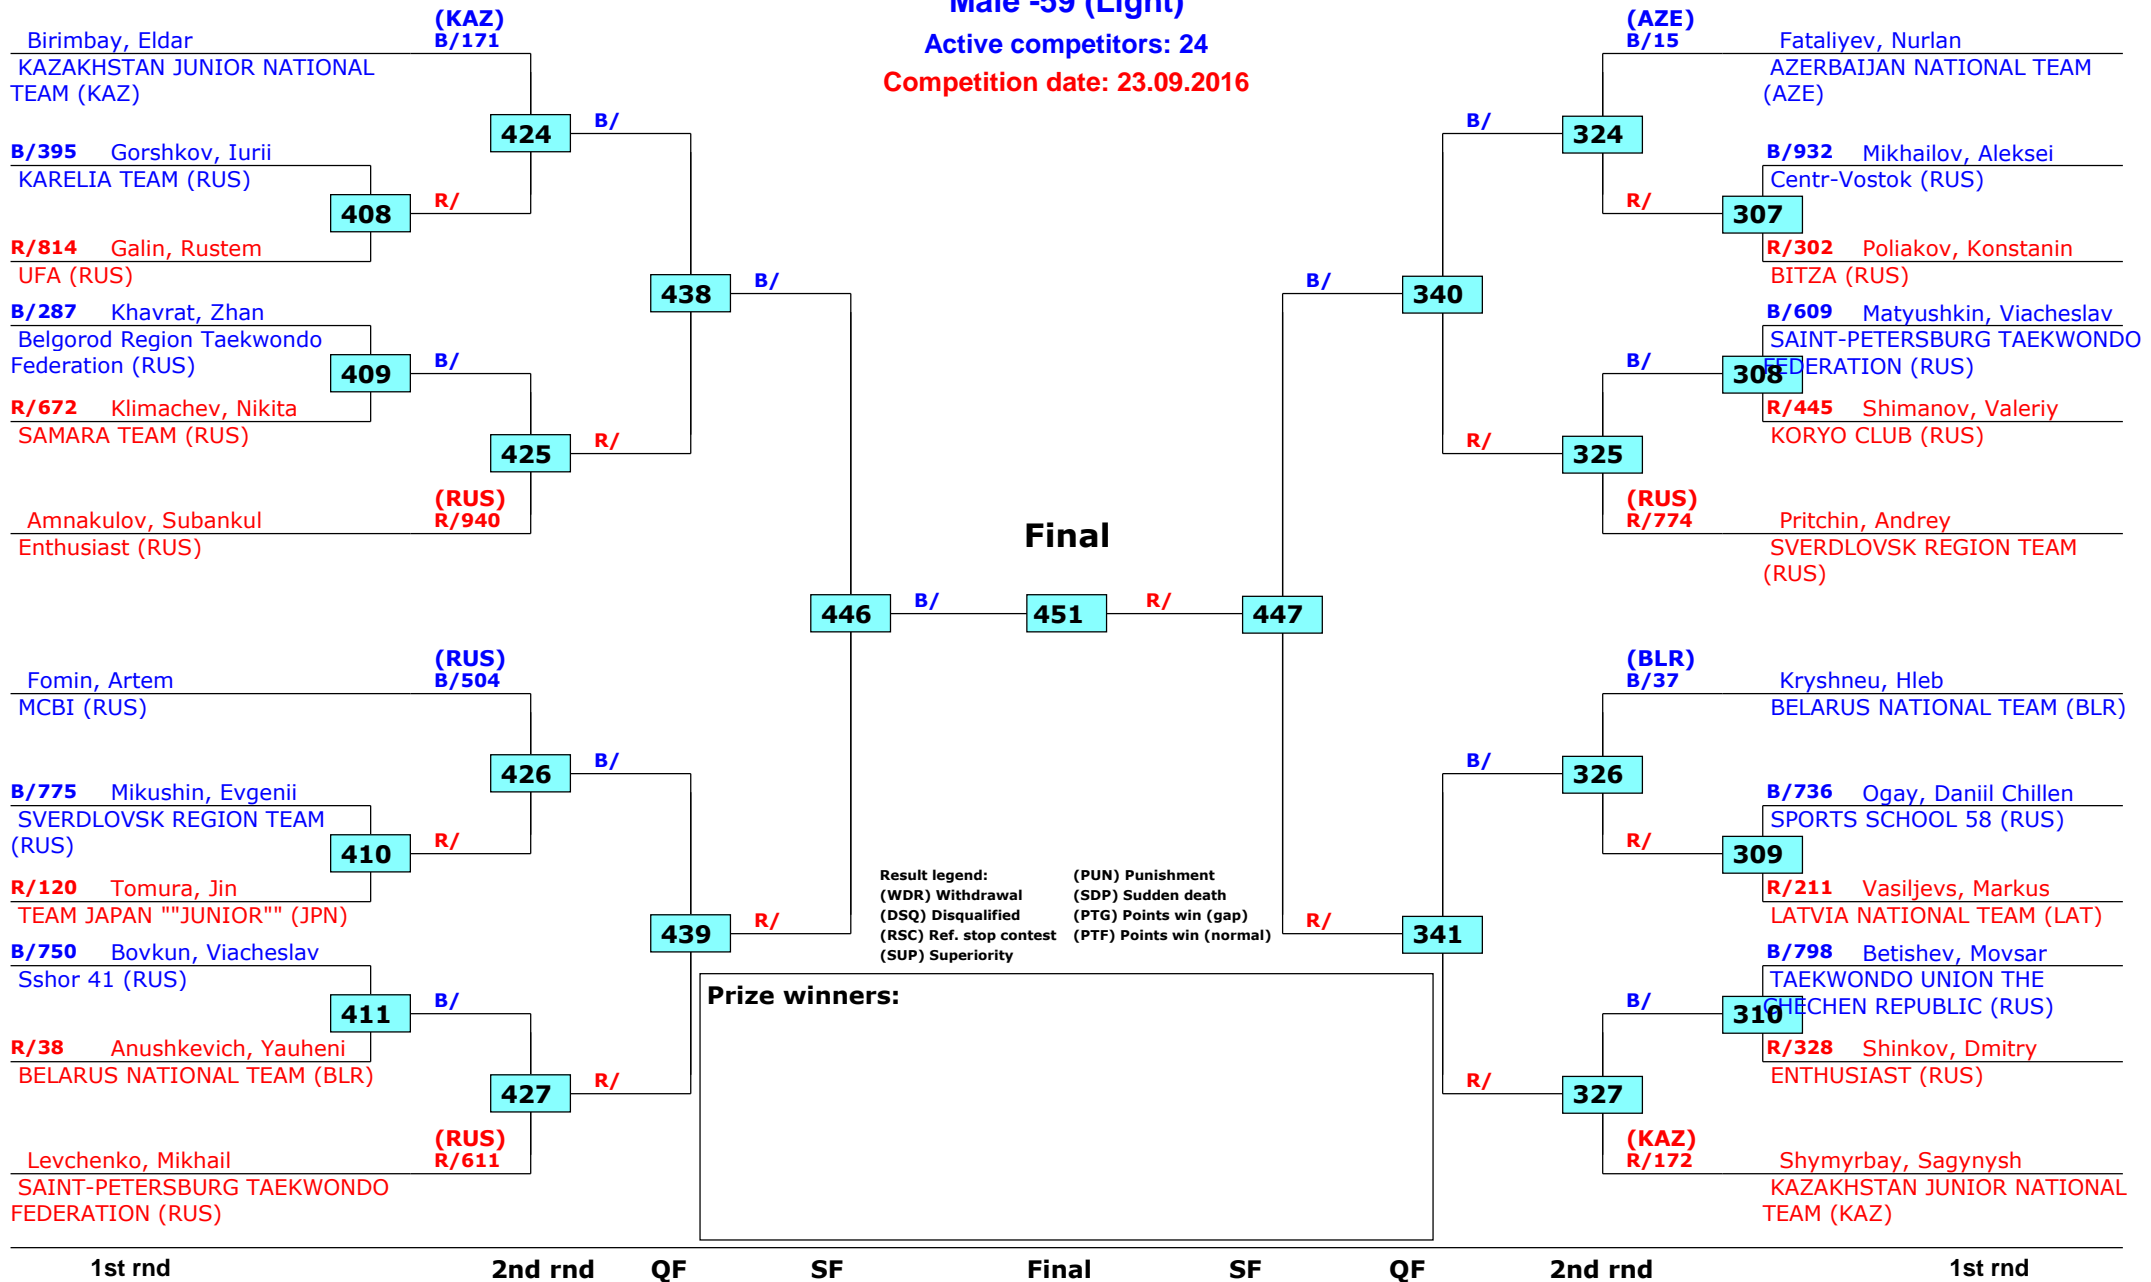 Male -59 (Light)
Active competitors: 24
Competition date: 23.09.2016
(KAZ)
Birimbay, Eldar B/171
KAZAKHSTAN JUNIOR NATIONAL
TEAM (KAZ)
424
B/
B/395 Gorshkov, Iurii
KARELIA TEAM (RUS)
408
R/
R/814 Galin, Rustem
UFA (RUS)
438
B/
B/287 Khavrat, Zhan
Belgorod Region Taekwondo
Federation (RUS)
409
B/
R/672 Klimachev, Nikita
SAMARA TEAM (RUS)
425
R/
(RUS)
Amnakulov, Subankul R/940
Enthusiast (RUS)
446
B/
(RUS)
Fomin, Artem B/504
MCBI (RUS)
426
B/
B/775 Mikushin, Evgenii
SVERDLOVSK REGION TEAM
(RUS)
410
R/
R/120 Tomura, Jin
TEAM JAPAN ""JUNIOR"" (JPN)
439
R/
B/750 Bovkun, Viacheslav
Sshor 41 (RUS)
411
B/
R/38 Anushkevich, Yauheni
BELARUS NATIONAL TEAM (BLR)
427
R/
(RUS)
Levchenko, Mikhail R/611
SAINT-PETERSBURG TAEKWONDO
FEDERATION (RUS)
Final
451
R/
447
(AZE)
B/15 Fataliyev, Nurlan
AZERBAIJAN NATIONAL TEAM
(AZE)
B/
324
B/932 Mikhailov, Aleksei
Centr-Vostok (RUS)
R/
307
R/302 Poliakov, Konstanin
BITZA (RUS)
B/
340
B/609 Matyushkin, Viacheslav
SAINT-PETERSBURG TAEKWONDO
FEDERATION (RUS)
B/
308
R/445 Shimanov, Valeriy
KORYO CLUB (RUS)
R/
325
(RUS)
R/774 Pritchin, Andrey
SVERDLOVSK REGION TEAM
(RUS)
(BLR)
B/37 Kryshneu, Hleb
BELARUS NATIONAL TEAM (BLR)
B/
326
B/736 Ogay, Daniil Chillen
SPORTS SCHOOL 58 (RUS)
R/
309
R/211 Vasiljevs, Markus
LATVIA NATIONAL TEAM (LAT)
R/
341
B/798 Betishev, Movsar
TAEKWONDO UNION THE
CHECHEN REPUBLIC (RUS)
B/
310
R/328 Shinkov, Dmitry
ENTHUSIAST (RUS)
R/
327
(KAZ)
R/172 Shymyrbay, Sagynysh
KAZAKHSTAN JUNIOR NATIONAL
TEAM (KAZ)
Result legend: (PUN) Punishment
(WDR) Withdrawal (SDP) Sudden death
(DSQ) Disqualified (PTG) Points win (gap)
(RSC) Ref. stop contest (PTF) Points win (normal)
(SUP) Superiority
Prize winners:
1st rnd 2nd rnd QF SF Final SF QF 2nd rnd 1st rnd